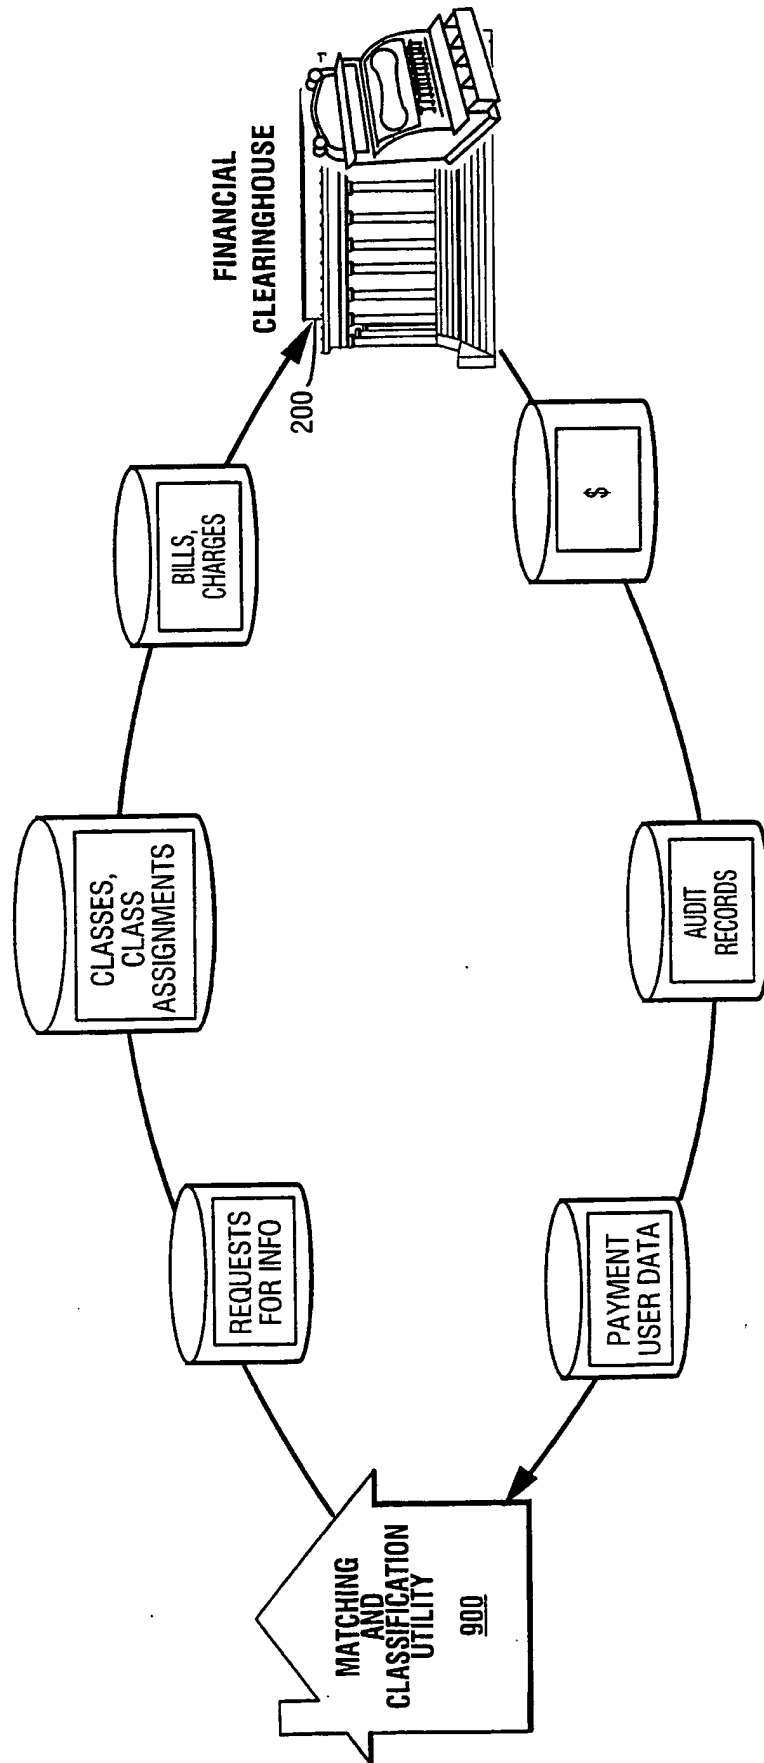 FINANCIAL
CLEARINGHOUSE
200
BILLS,
CHARGES
CLASSES,
CLASS
ASSIGNMENTS
REQUESTS
FOR INFO
MATCHING
AND
CLASSIFICATION
UTILITY
900
PAYMENT
USER DATA
AUDIT
RECORDS
$